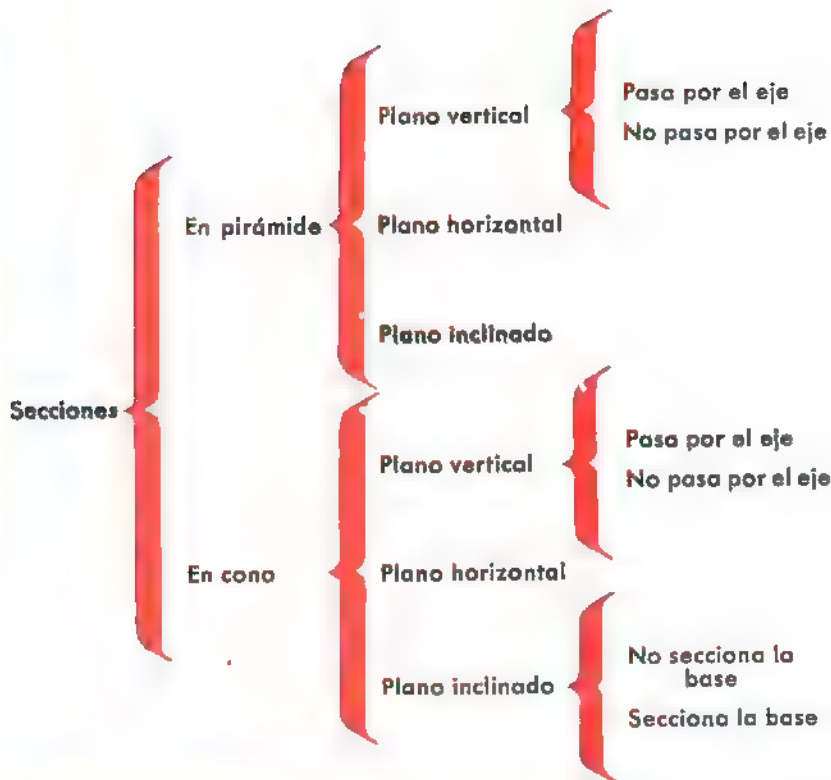 Secciones
En pirámide
Plano vertical
Pasa por el eje
No pasa por el eje
Plano horizontal
Plano inclinado
En cono
Plano vertical
Pasa por el eje
No pasa por el eje
Plano horizontal
Plano inclinado
No secciona la
base
Secciona la base